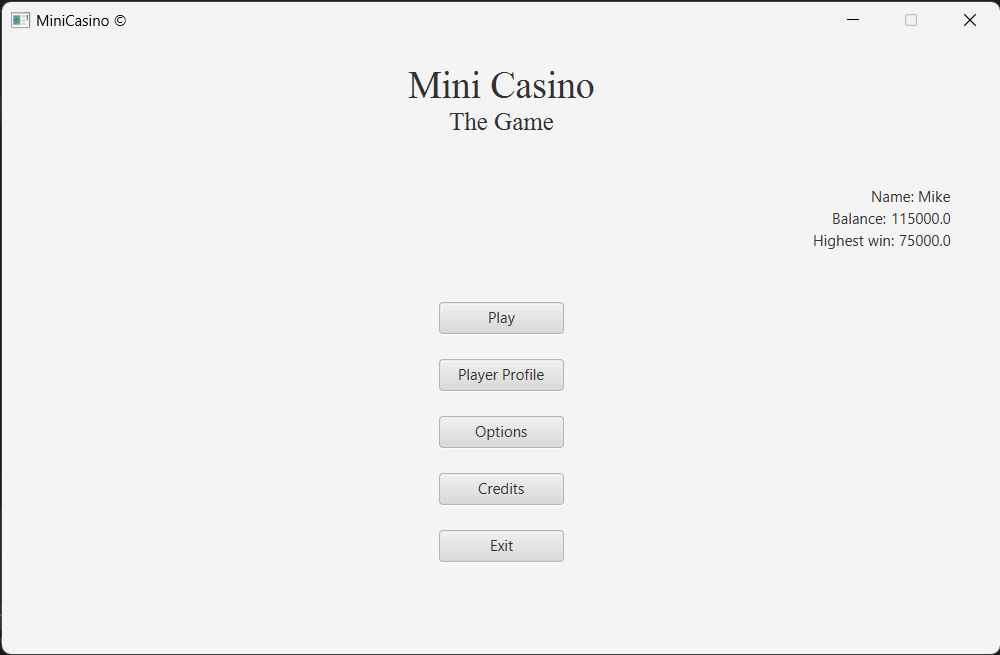 MiniCasino ©
Mini Casino
The Game
Name: Mike
Balance: 115000.0
Highest win: 75000.0
Play
Player Profile
Options
Credits
Exit